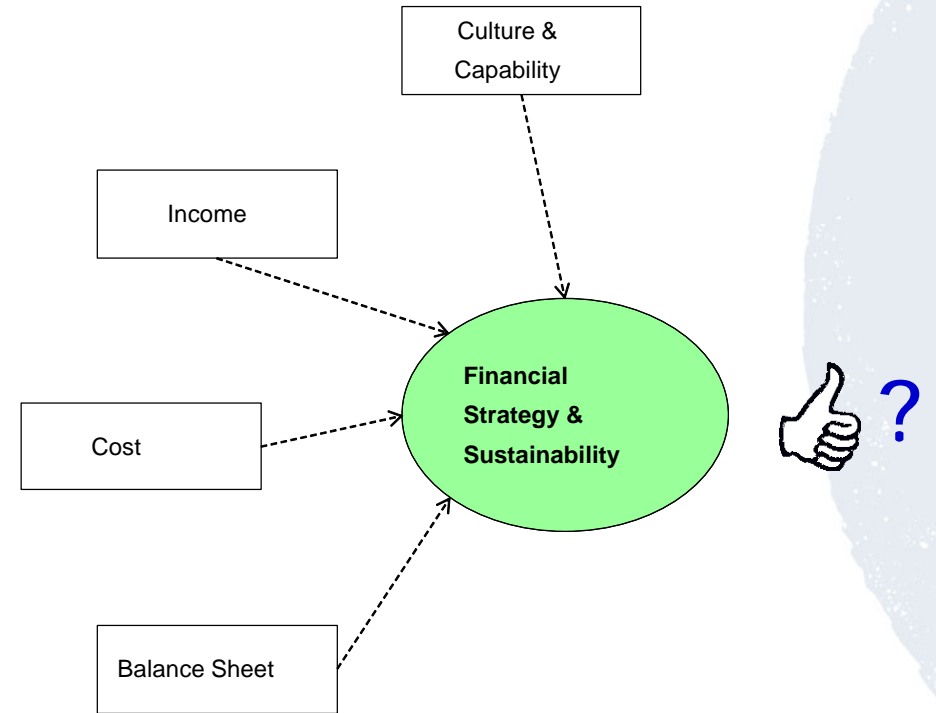 Culture &
Capability
Income
Financial
Strategy &
Sustainability
?
Cost
Balance Sheet